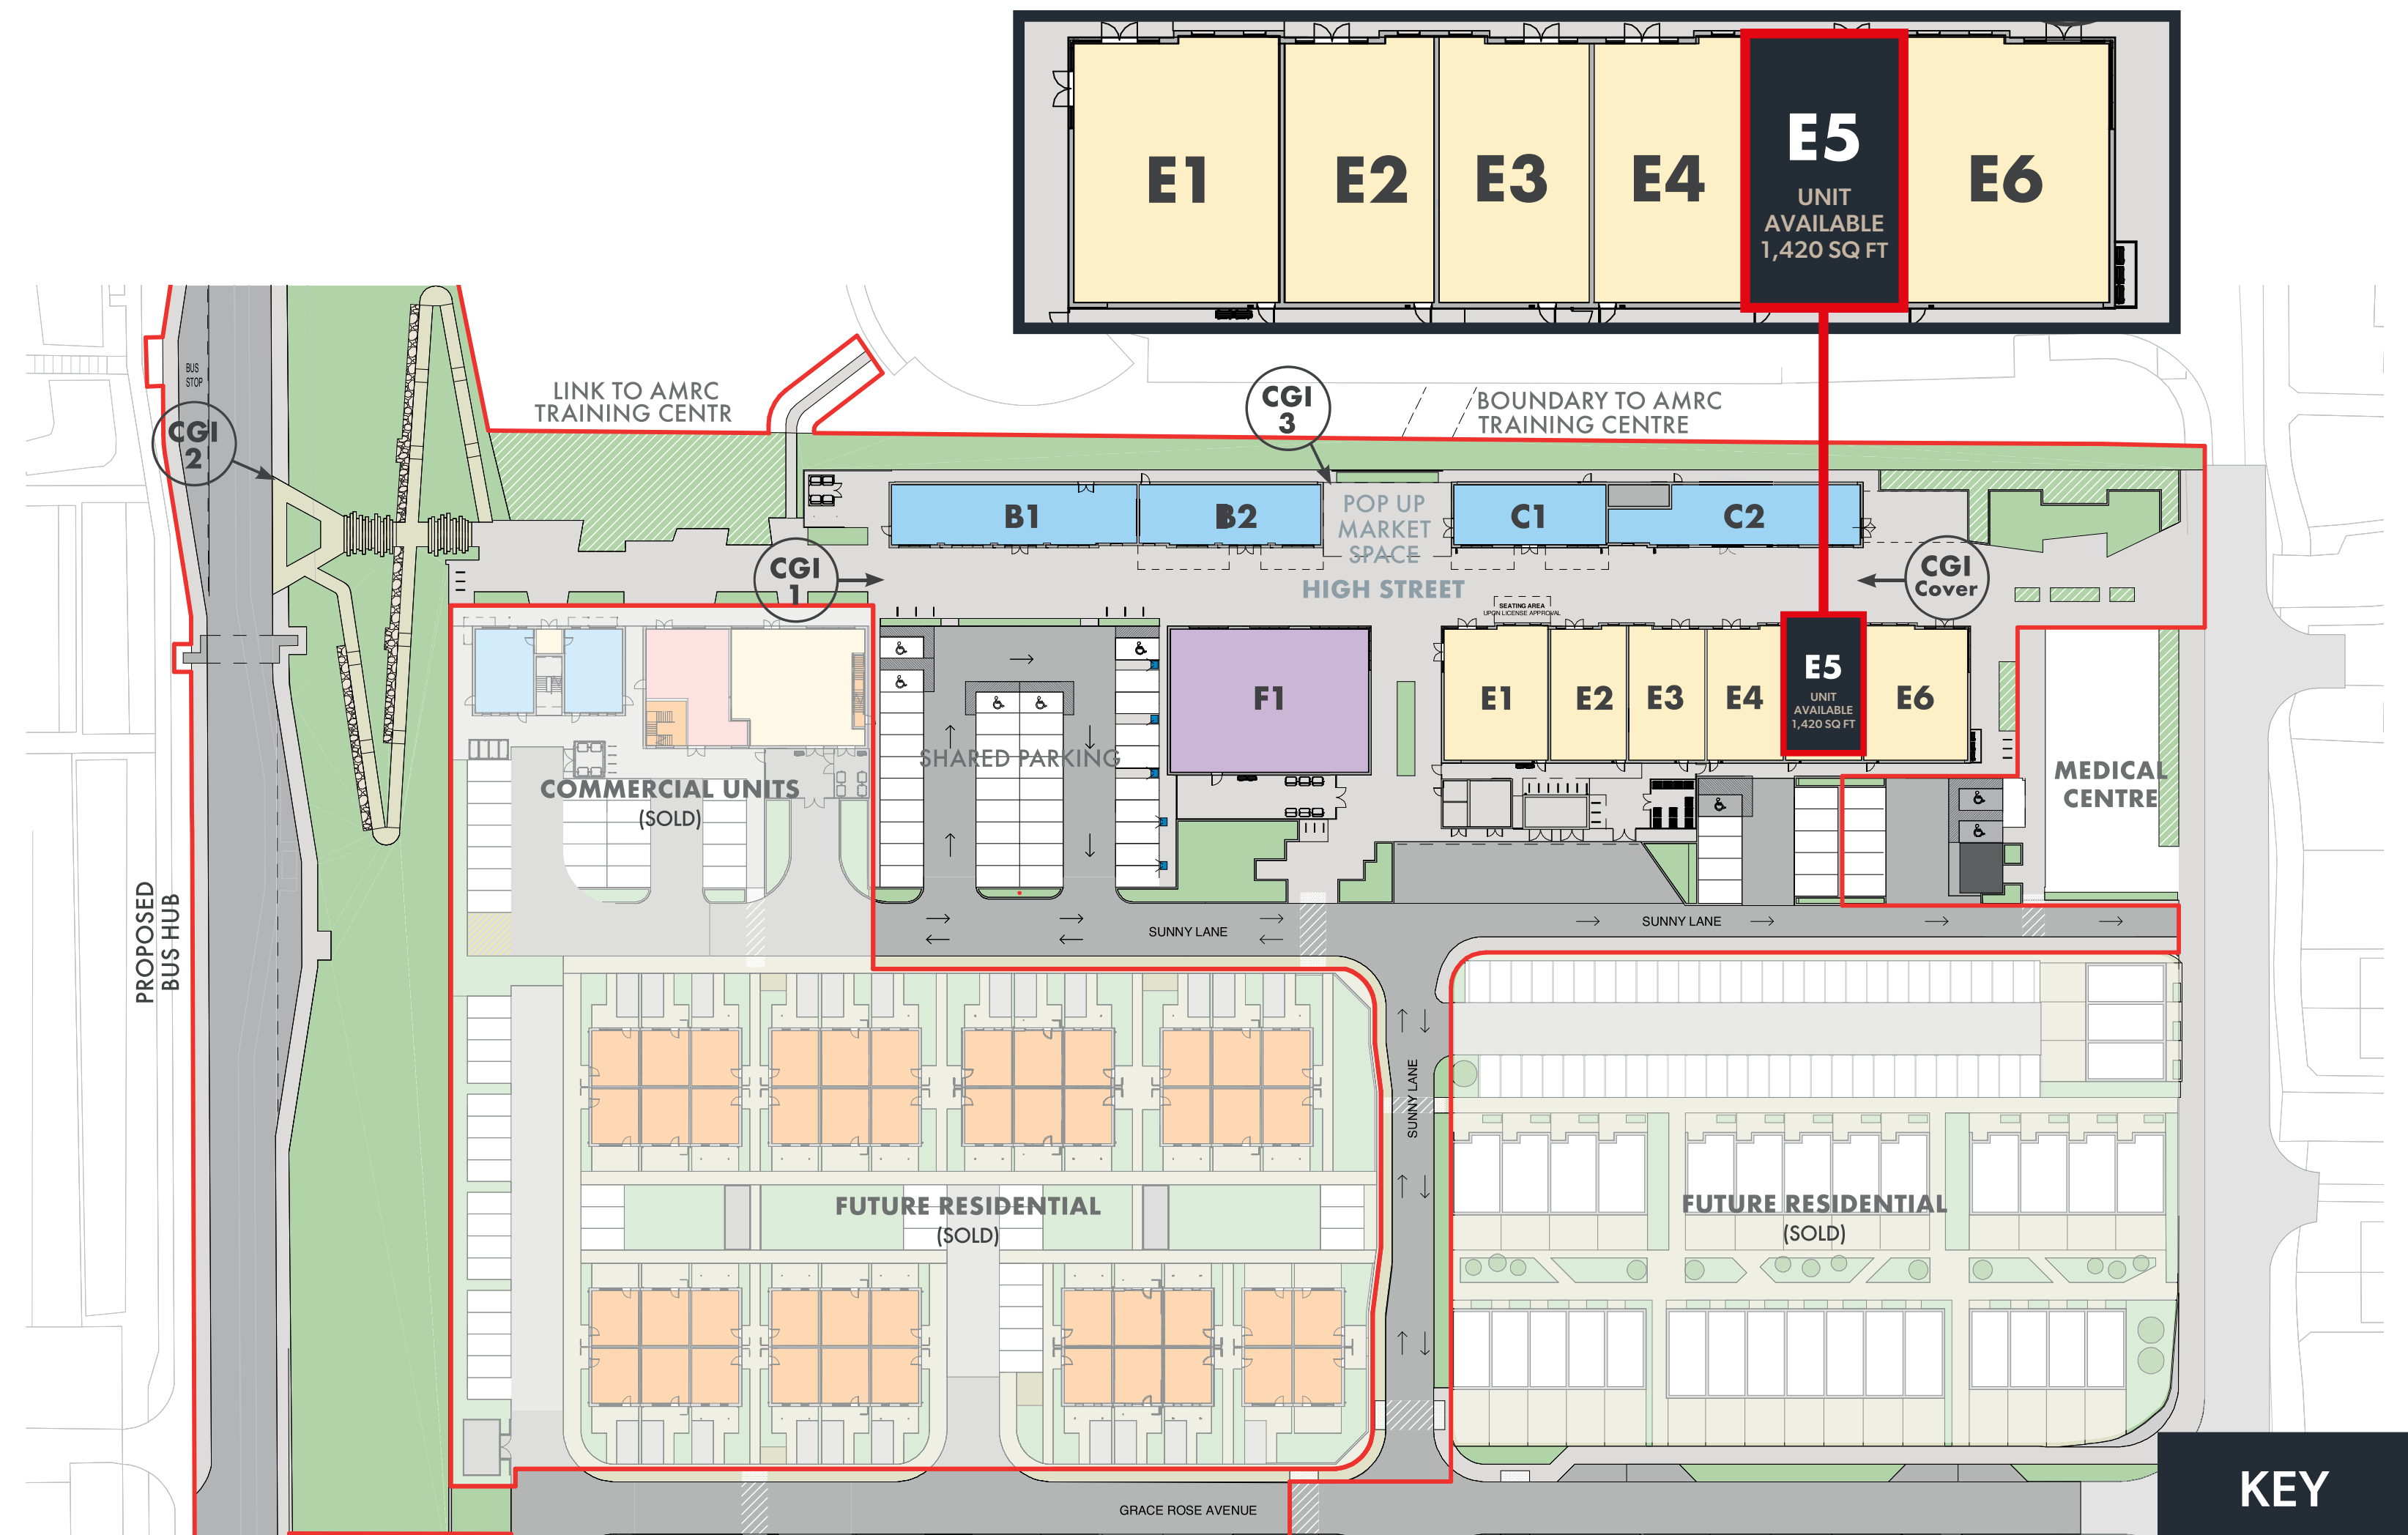 E1
E2
E3
E4
E5
UNIT
AVAILABLE
1,420 SQ FT
E6
BUS
STOP
LINK TO AMRC
TRAINING CENTR
CGI
3
BOUNDARY TO AMRC
TRAINING CENTRE
CGI
2
B1
B2
POP UP
MARKET
SPACE
C1
C2
CGI
1
HIGH STREET
CGI
Cover
SEATING AREA
UPON LICENSE APPROVAL
F1
E1
E2
E3
E4
E5
UNIT
AVAILABLE
1,420 SQ FT
E6
SHARED PARKING
COMMERCIAL UNITS
(SOLD)
MEDICAL
CENTRE
PROPOSED
BUS HUB
SUNNY LANE
SUNNY LANE
SUNNY LANE
FUTURE RESIDENTIAL
(SOLD)
FUTURE RESIDENTIAL
(SOLD)
GRACE ROSE AVENUE
KEY